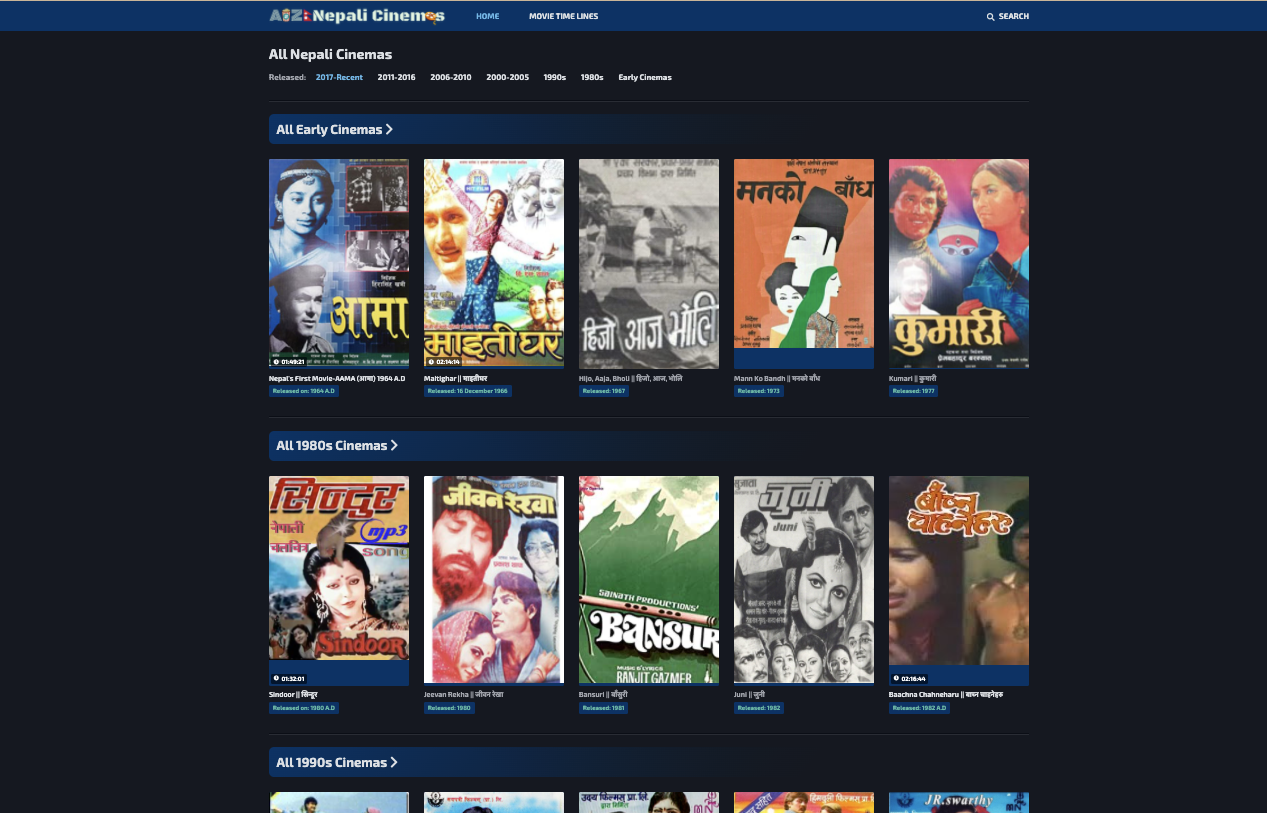 A2Z Nepali Cinemas HOME MOVIE TIME LINES SEARCH
All Nepali Cinemas
Released: 2017-Recent 2011-2016 2006-2010 2000-2005 1990s 1980s Early Cinemas
All Early Cinemas
आमा
01:49:21
माइतीघर
02:14:14
हिजो आज भोलि
मनको बाँध
कुमारी
Nepal's First Movie-AAMA (आमा) 1964 A.D
Released on: 1964 A.D
Maitighar || माइतीघर
Released: 16 December 1966
Hijo, Aaja, Bholi || हिजो, आज, भोलि
Released: 1967
Mann Ko Bandh || मनको बाँध
Released: 1973
Kumari || कुमारी
Released: 1977
All 1980s Cinemas
सिन्दुर
नेपाली
चलचित्र
mp3
SONG
Sindoor
01:32:01
जीवन रेखा
SAINATH PRODUCTIONS'
BANSUR
MUSIC & LYRICS
RANJIT GAZMER
सुजाता
जुनी
Juni
बाँच्न
चाहनेहरु
02:16:44
Sindoor || सिन्दूर
Released on: 1980 A.D
Jeevan Rekha || जीवन रेखा
Released: 1980
Bansuri || बाँसुरी
Released: 1981
Juni || जुनी
Released: 1982
Baachna Chahneharu || बाच्न चाहनेहरु
Released: 1982 A.D
All 1990s Cinemas
JR.swarthy